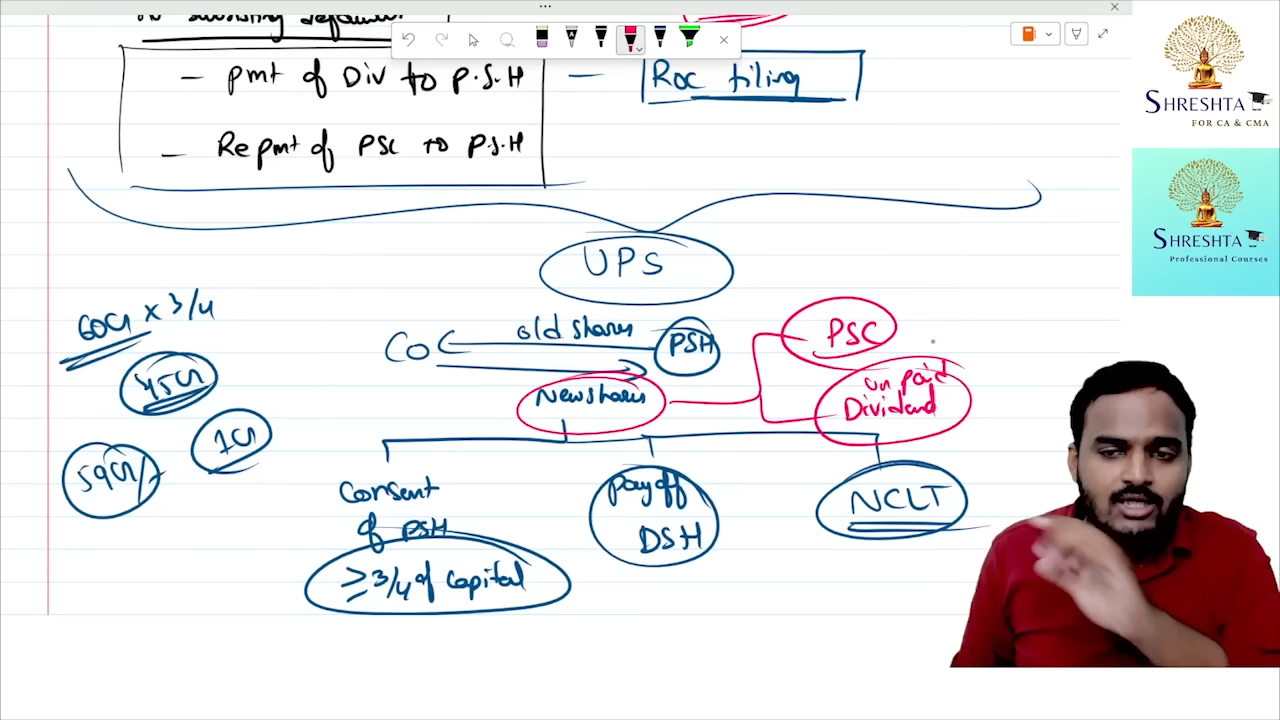 - pmt of Div to P.S.H
- Repmt of PSC to P.S.H
- Roc filing
UPS
60Cr x 3/4
45Cr
1Cr
59Cr/-
Co
old shares
PSH
New shares
PSC
un paid
Dividend
Consent
of PSH
≥ 3/4 of Capital
Pay off
DSH
NCLT
SHRESHTA
FOR CA & CMA
SHRESHTA
Professional Courses